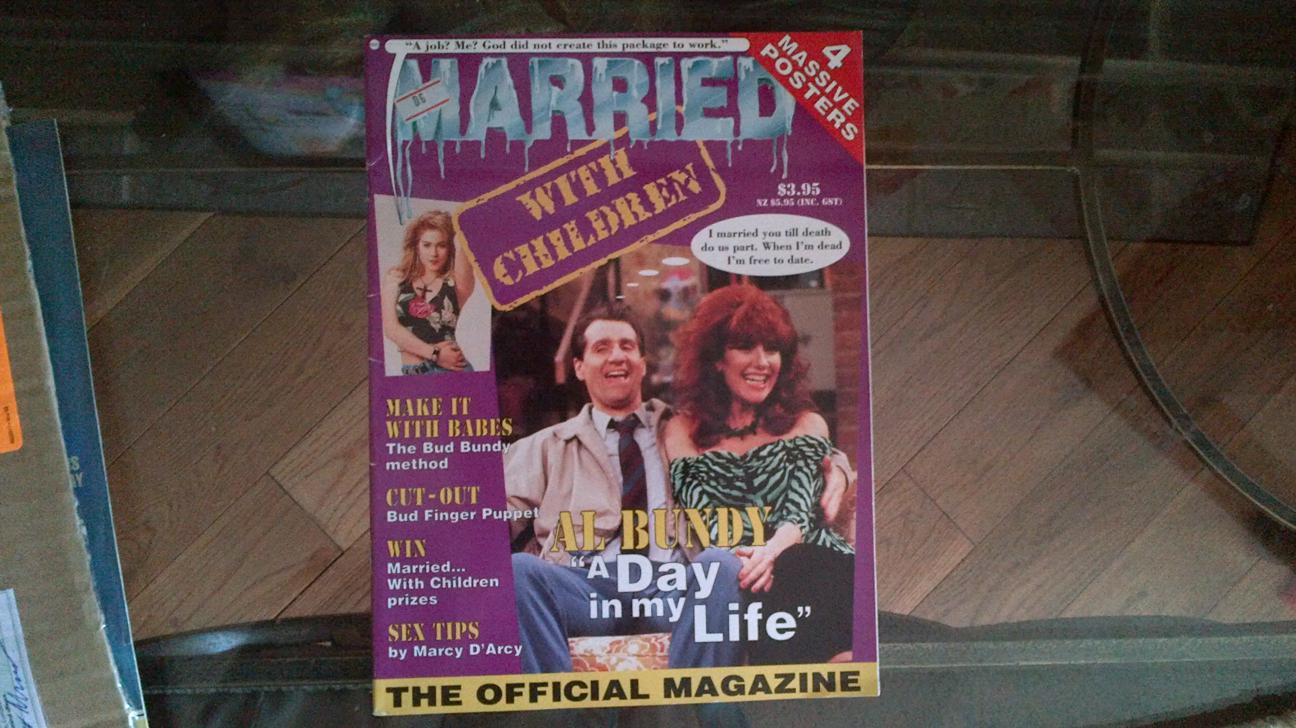 "A job? Me? God did not create this package to work."
MARRIED
WITH
CHILDREN
4
MASSIVE
POSTERS
$3.95
NZ $5.95 (INC. GST)
I married you till death
do us part. When I'm dead
I'm free to date.
MAKE IT
WITH BABES
The Bud Bundy
method
CUT-OUT
Bud Finger Puppet
WIN
Married...
With Children
prizes
SEX TIPS
by Marcy D'Arcy
AL BUNDY
"A Day
in my Life"
THE OFFICIAL MAGAZINE